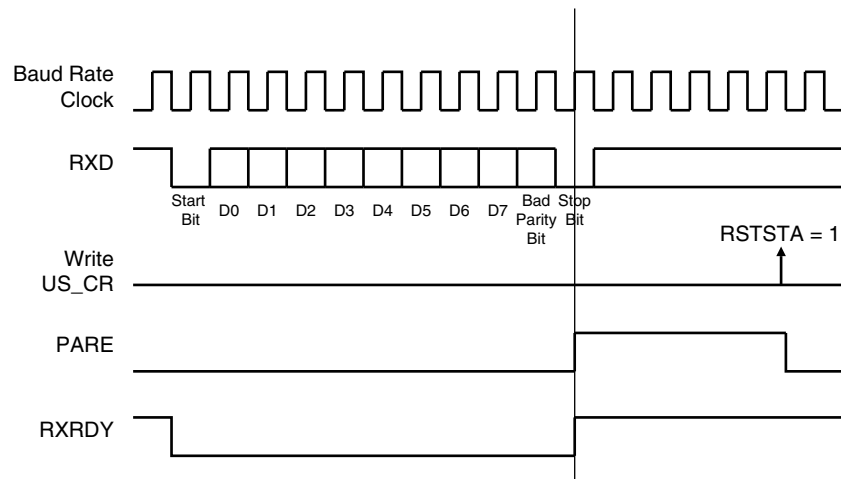 Baud Rate
Clock
RXD
Start
Bit
D0 D1 D2 D3 D4 D5 D6 D7
Bad
Parity
Bit
Stop
Bit
RSTSTA = 1
Write
US_CR
PARE
RXRDY